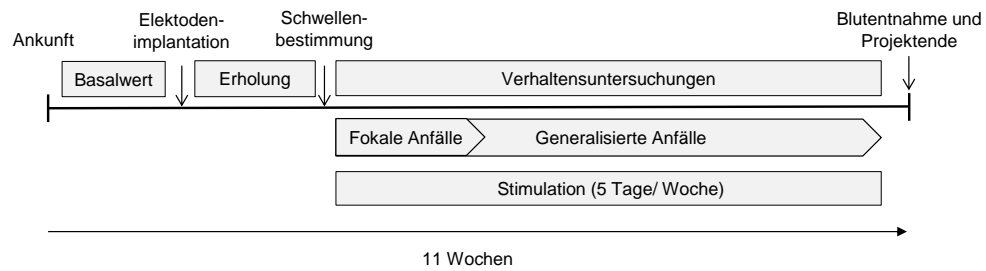 Ankunft
Elektoden-
implantation
Schwellen-
bestimmung
Blutentnahme und
Projektende
Basalwert
Erholung
Verhaltensuntersuchungen
Fokale Anfälle
Generalisierte Anfälle
Stimulation (5 Tage/ Woche)
11 Wochen